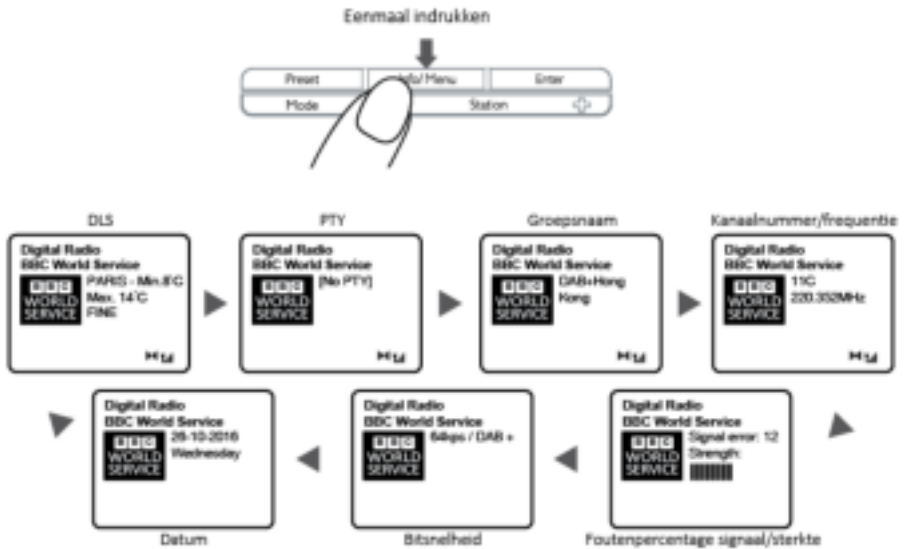 Eenmaal indrukken
Preset Info/Menu Enter
Mode Station
DLS
Digital Radio
BBC World Service
BBC
WORLD
SERVICE
PARIS - Min.8°C
Max. 14°C
FINE
PTY
Digital Radio
BBC World Service
BBC
WORLD
SERVICE
[No PTY]
Groepsnaam
Digital Radio
BBC World Service
BBC
WORLD
SERVICE
DAB+Hong
Kong
Kanaalnummer/frequentie
Digital Radio
BBC World Service
BBC
WORLD
SERVICE
11C
220.352MHz
Digital Radio
BBC World Service
BBC
WORLD
SERVICE
26-10-2016
Wednesday
Datum
Digital Radio
BBC World Service
BBC
WORLD
SERVICE
64kps / DAB +
Bitsnelheid
Digital Radio
BBC World Service
BBC
WORLD
SERVICE
Signal error: 12
Strength:
Foutenpercentage signaal/sterkte